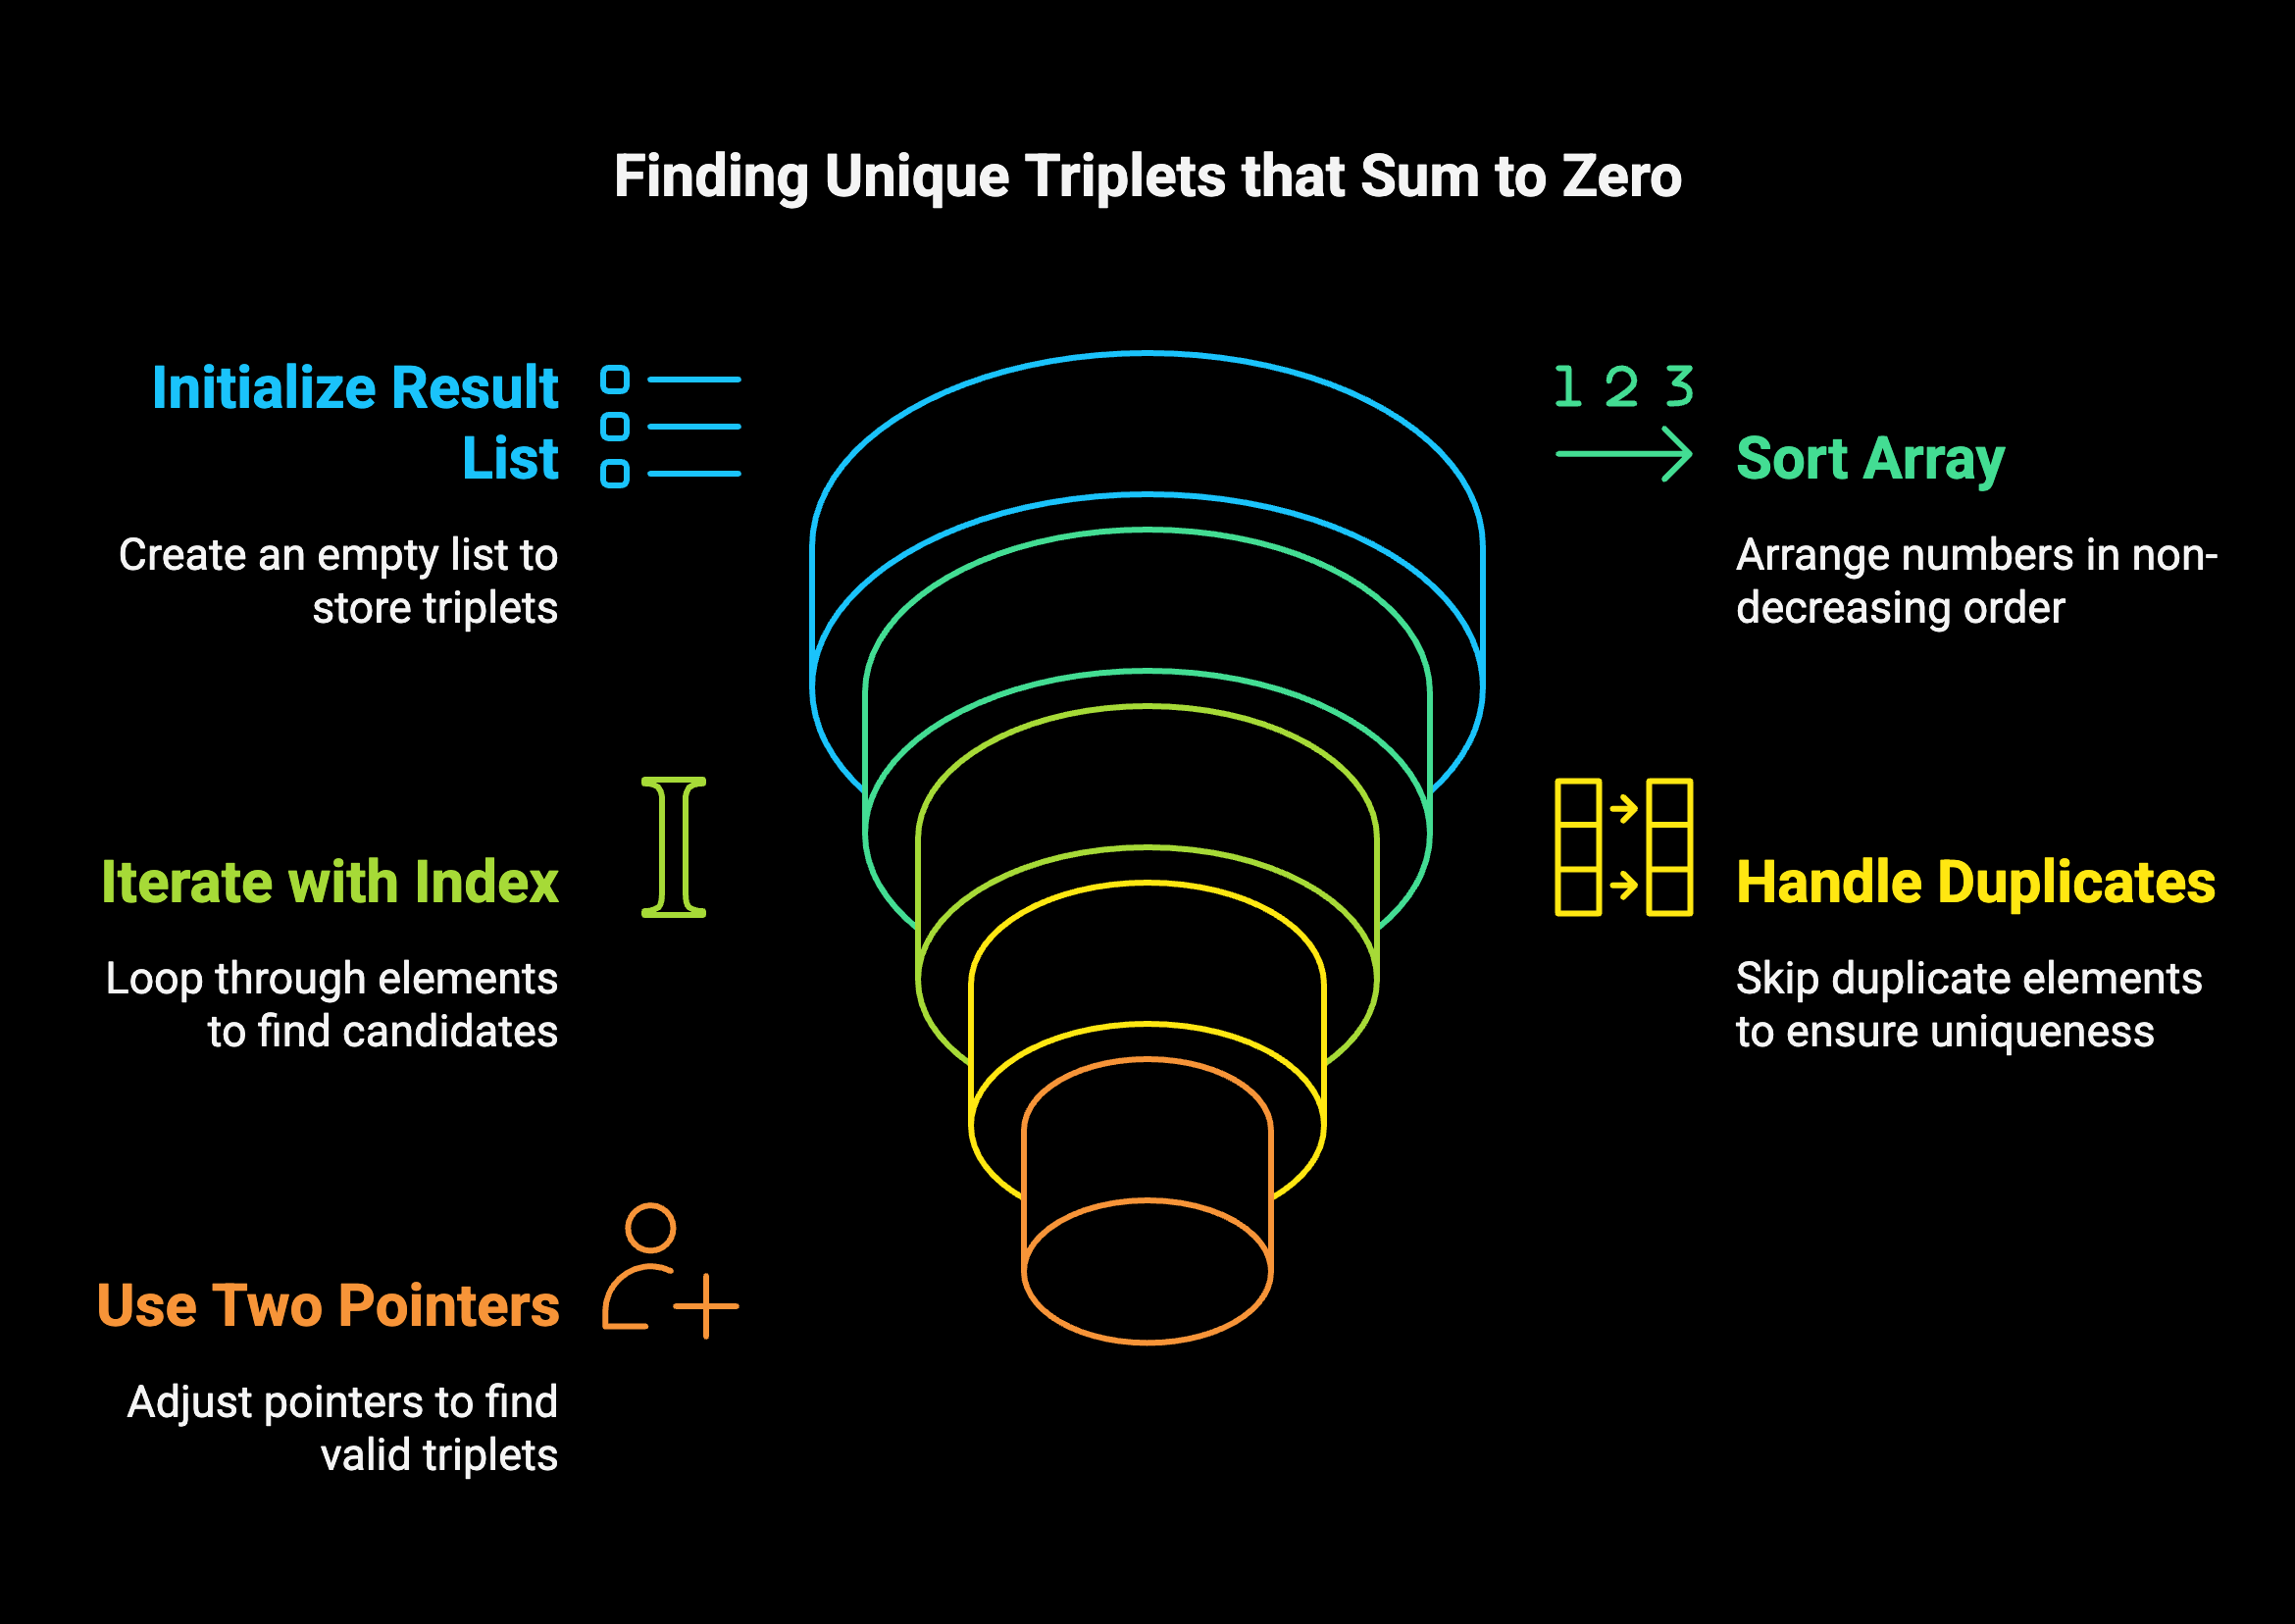 Finding Unique Triplets that Sum to Zero
Initialize Result
List
Create an empty list to
store triplets
1 2 3
Sort Array
Arrange numbers in non-
decreasing order
Iterate with Index
Loop through elements
to find candidates
Handle Duplicates
Skip duplicate elements
to ensure uniqueness
Use Two Pointers
Adjust pointers to find
valid triplets